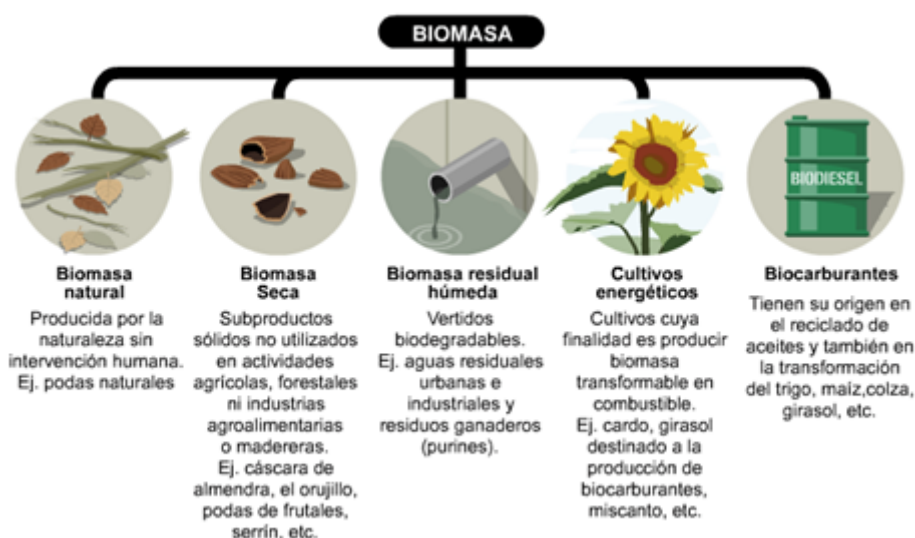 BIOMASA
Biomasa
natural
Producida por la
naturaleza sin
intervención humana.
Ej. podas naturales
Biomasa
Seca
Subproductos
sólidos no utilizados
en actividades
agrícolas, forestales
ni industrias
agroalimentarias
o madereras.
Ej. cáscara de
almendra, el orujillo,
podas de frutales,
serrín, etc.
Biomasa residual
húmeda
Vertidos
biodegradables.
Ej. aguas residuales
urbanas e
industriales y
residuos ganaderos
(purines).
Cultivos
energéticos
Cultivos cuya
finalidad es producir
biomasa
transformable en
combustible.
Ej. cardo, girasol
destinado a la
producción de
biocarburantes,
miscanto, etc.
BIODIESEL
Biocarburantes
Tienen su origen en
el reciclado de
aceites y también en
la transformación
del trigo, maíz,colza,
girasol, etc.